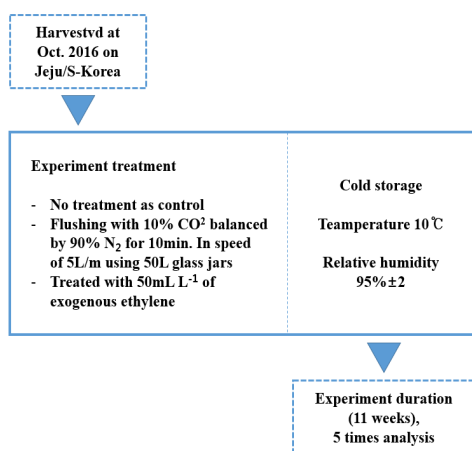 Harvestvd at
Oct. 2016 on
Jeju/S-Korea
Experiment treatment
- No treatment as control
- Flushing with 10% CO² balanced
by 90% N₂ for 10min. In speed
of 5L/m using 50L glass jars
- Treated with 50mL L⁻¹ of
exogenous ethylene
Cold storage
Teamperature 10℃
Relative humidity
95%±2
Experiment duration
(11 weeks),
5 times analysis